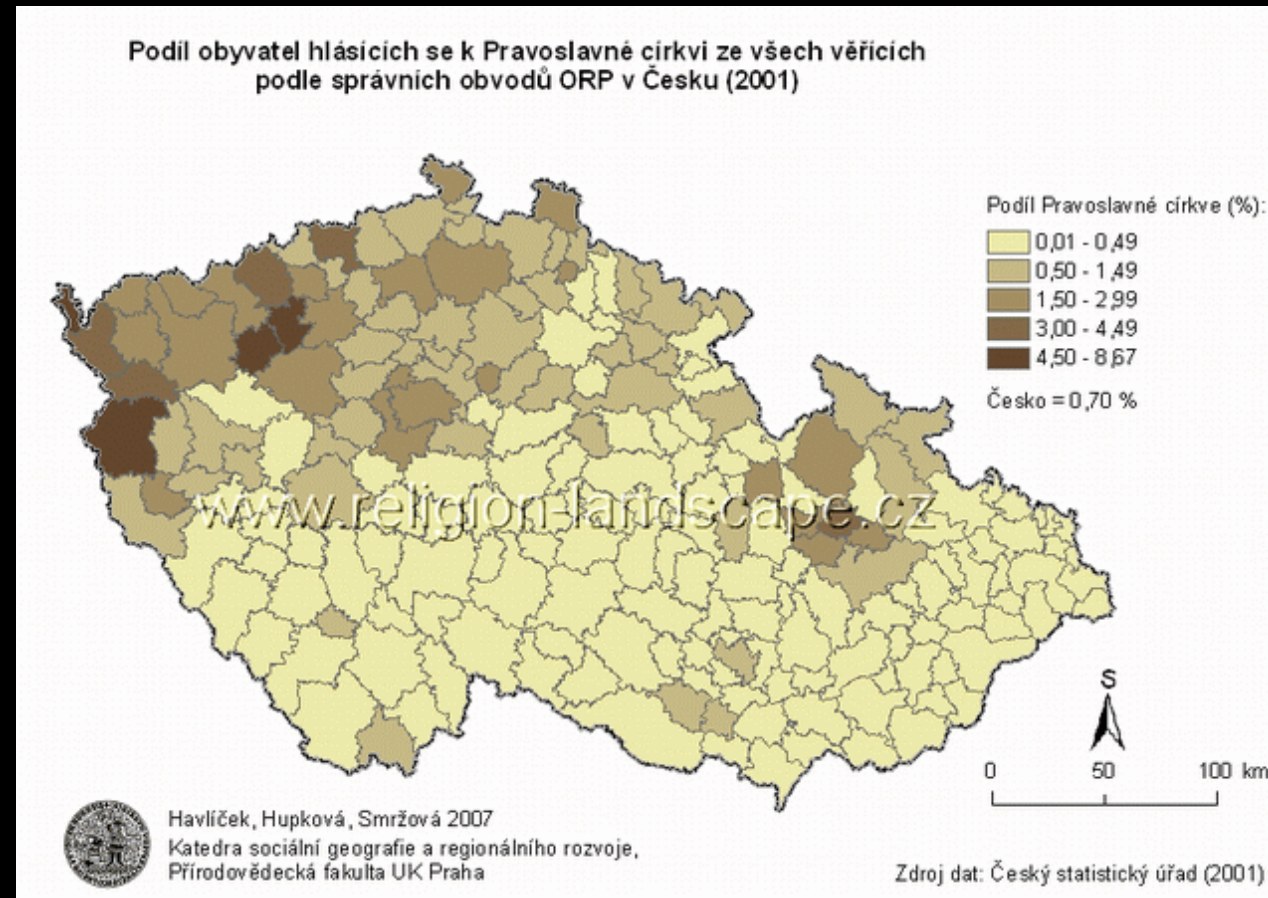 Podíl obyvatel hlásících se k Pravoslavné církvi ze všech věřících
podle správních obvodů ORP v Česku (2001)
Podíl Pravoslavné církve (%):
0,01 - 0,49
0,50 - 1,49
1,50 - 2,99
3,00 - 4,49
4,50 - 8,67
Česko = 0,70 %
www.religion-landscape.cz
S
0 50 100 km
Havlíček, Hupková, Smržová 2007
Katedra sociální geografie a regionálního rozvoje,
Přírodovědecká fakulta UK Praha
Zdroj dat: Český statistický úřad (2001)